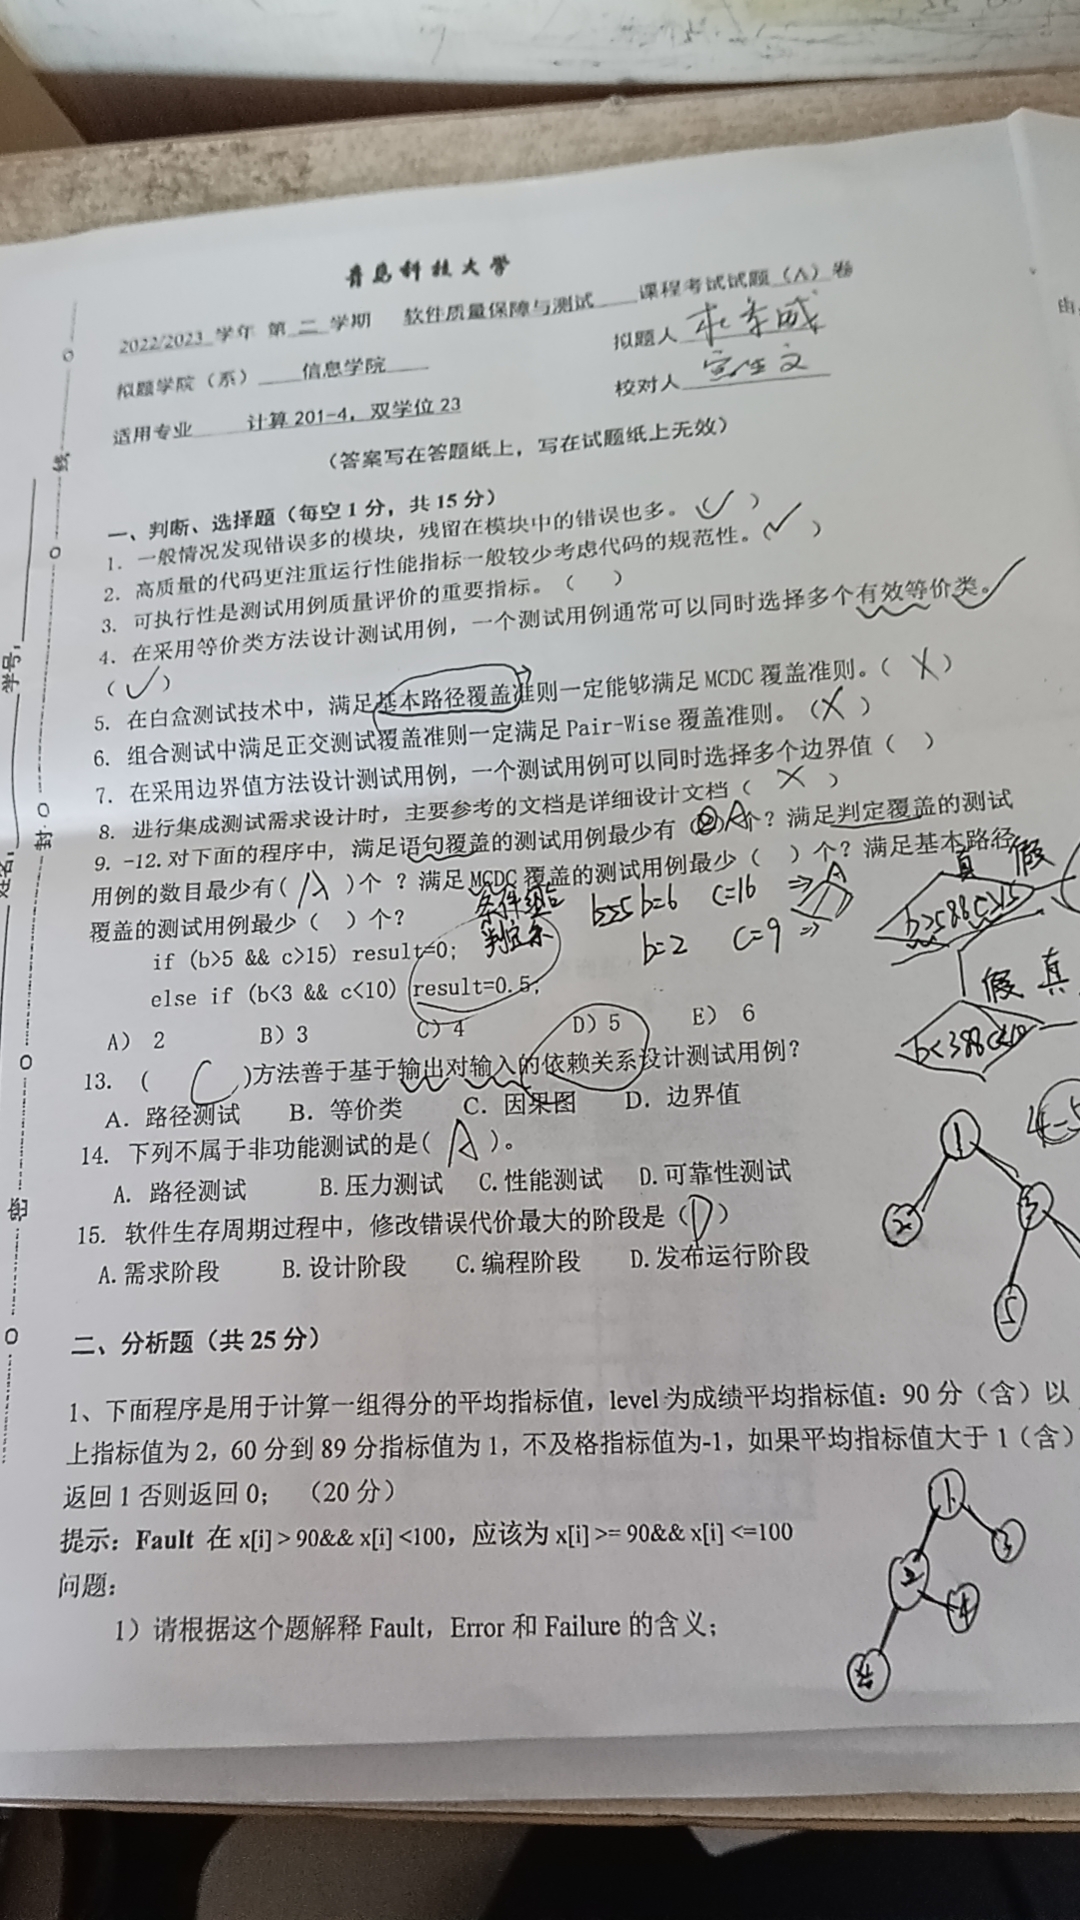 青岛科技大学
2022/2023 学年 第 二 学期 软件质量保障与测试 课程考试试题（A）卷
拟题学院（系） 信息学院 拟题人
适用专业 计算 201-4，双学位 23 校对人
（答案写在答题纸上，写在试题纸上无效）
一、判断、选择题（每空 1 分，共 15 分）
1. 一般情况发现错误多的模块，残留在模块中的错误也多。（✓）
2. 高质量的代码更注重运行性能指标一般较少考虑代码的规范性。（✓）
3. 可执行性是测试用例质量评价的重要指标。（ ）
4. 在采用等价类方法设计测试用例，一个测试用例通常可以同时选择多个有效等价类。
（✓）
5. 在白盒测试技术中，满足基本路径覆盖准则一定能够满足 MCDC 覆盖准则。（X）
6. 组合测试中满足正交测试覆盖准则一定满足 Pair-Wise 覆盖准则。（X）
7. 在采用边界值方法设计测试用例，一个测试用例可以同时选择多个边界值（ ）
8. 进行集成测试需求设计时，主要参考的文档是详细设计文档（X）
9. -12.对下面的程序中，满足语句覆盖的测试用例最少有（A）个？满足判定覆盖的测试
用例的数目最少有（A）个 ？满足 MCDC 覆盖的测试用例最少（ ）个？满足基本路径
覆盖的测试用例最少（ ）个？
条件组合
判定条
b>5 b=6 c=16 ⇒ A
b=2 c=9 ⇒
真 假
b>5&&c>15
假 真
b<3&&c<10
if (b>5 && c>15) result=0;
else if (b<3 && c<10) result=0.5;
A） 2 B）3 C）4 D）5 E） 6
13. （C）方法善于基于输出对输入的依赖关系设计测试用例？
A. 路径测试 B. 等价类 C. 因果图 D. 边界值
14. 下列不属于非功能测试的是（A）。
A. 路径测试 B.压力测试 C.性能测试 D.可靠性测试
15. 软件生存周期过程中，修改错误代价最大的阶段是（D）
A.需求阶段 B.设计阶段 C.编程阶段 D.发布运行阶段
1
2
3
5
二、分析题（共 25 分）
1、下面程序是用于计算一组得分的平均指标值，level 为成绩平均指标值：90 分（含）以
上指标值为 2，60 分到 89 分指标值为 1，不及格指标值为-1，如果平均指标值大于 1（含）
返回 1 否则返回 0； （20 分）
提示：Fault 在 x[i] > 90&& x[i] <100，应该为 x[i] >= 90&& x[i] <=100
问题：
1）请根据这个题解释 Fault，Error 和 Failure 的含义；
1
2
3
4
学号：
姓名：
密
封
线
由